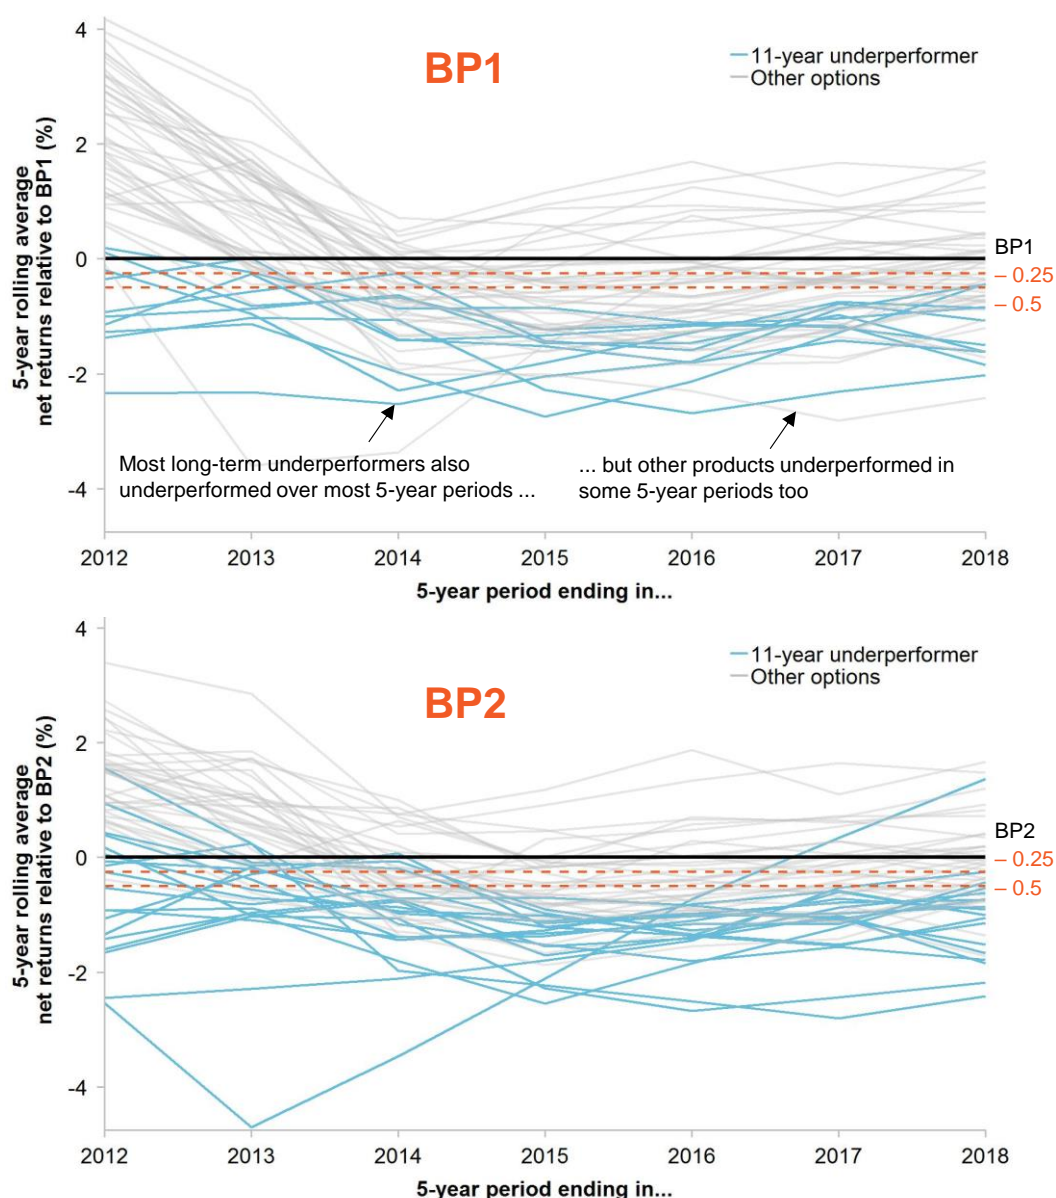 BP1
11-year underperformer
Other options
5-year rolling average
net returns relative to BP1 (%)
4
2
0
-2
-4
BP1
– 0.25
– 0.5
Most long-term underperformers also
underperformed over most 5-year periods ...
... but other products underperformed in
some 5-year periods too
2012 2013 2014 2015 2016 2017 2018
5-year period ending in...
BP2
11-year underperformer
Other options
5-year rolling average
net returns relative to BP2 (%)
4
2
0
-2
-4
BP2
– 0.25
– 0.5
2012 2013 2014 2015 2016 2017 2018
5-year period ending in...